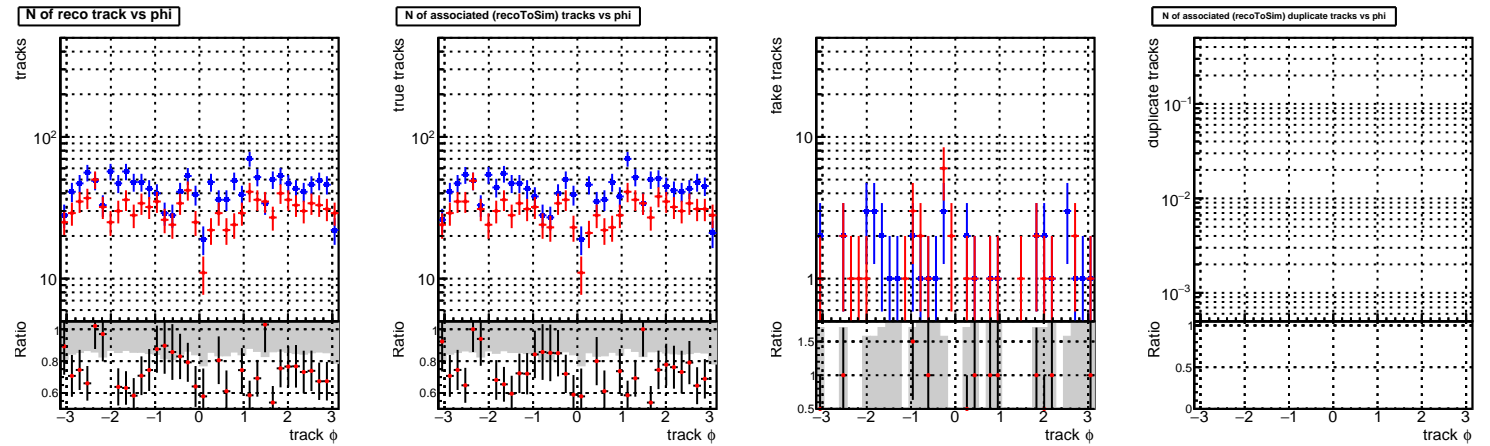 N of reco track vs phi
tracks
10²
10
Ratio
1
0.8
0.6
−3 −2 −1 0 1 2 3
track ϕ
N of associated (recoToSim) tracks vs phi
true tracks
10²
10
Ratio
1
0.8
0.6
−3 −2 −1 0 1 2 3
track ϕ
fake tracks
10
1
Ratio
1.5
1
0.5
−3 −2 −1 0 1 2 3
track ϕ
N of associated (recoToSim) duplicate tracks vs phi
duplicate tracks
10⁻¹
10⁻²
10⁻³
Ratio
1
0.5
0
−3 −2 −1 0 1 2 3
track ϕ